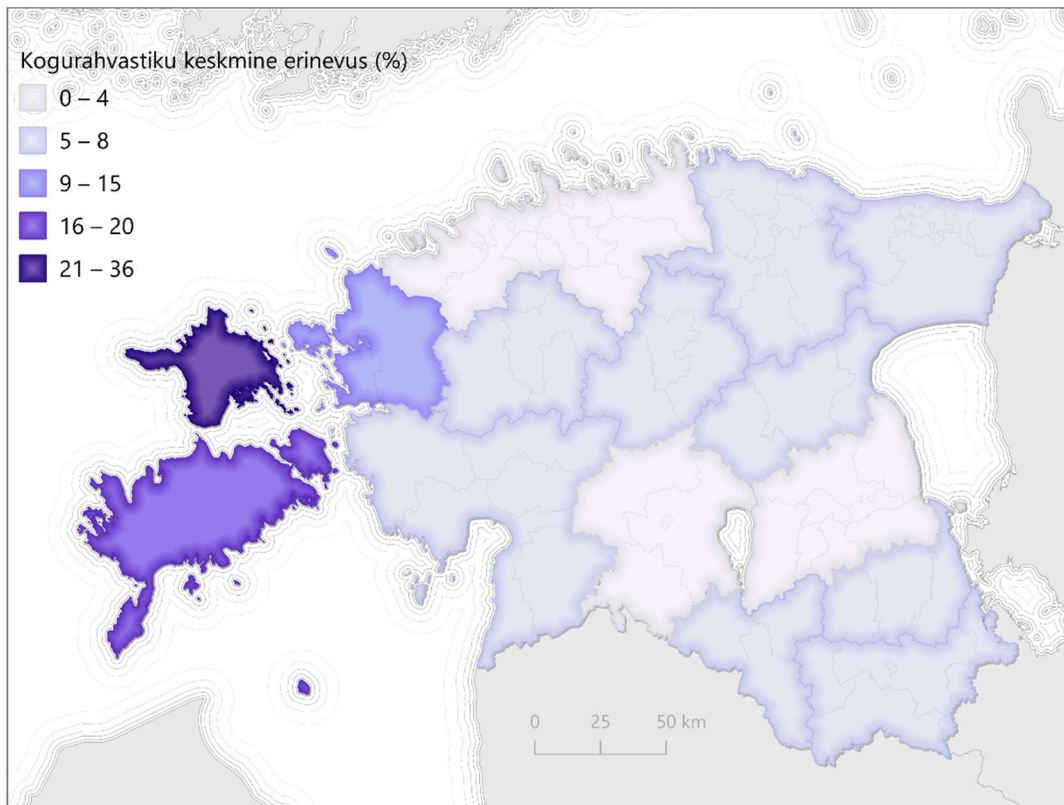 Kogurahvastiku keskmine erinevus (%)
0 – 4
5 – 8
9 – 15
16 – 20
21 – 36
0 25 50 km